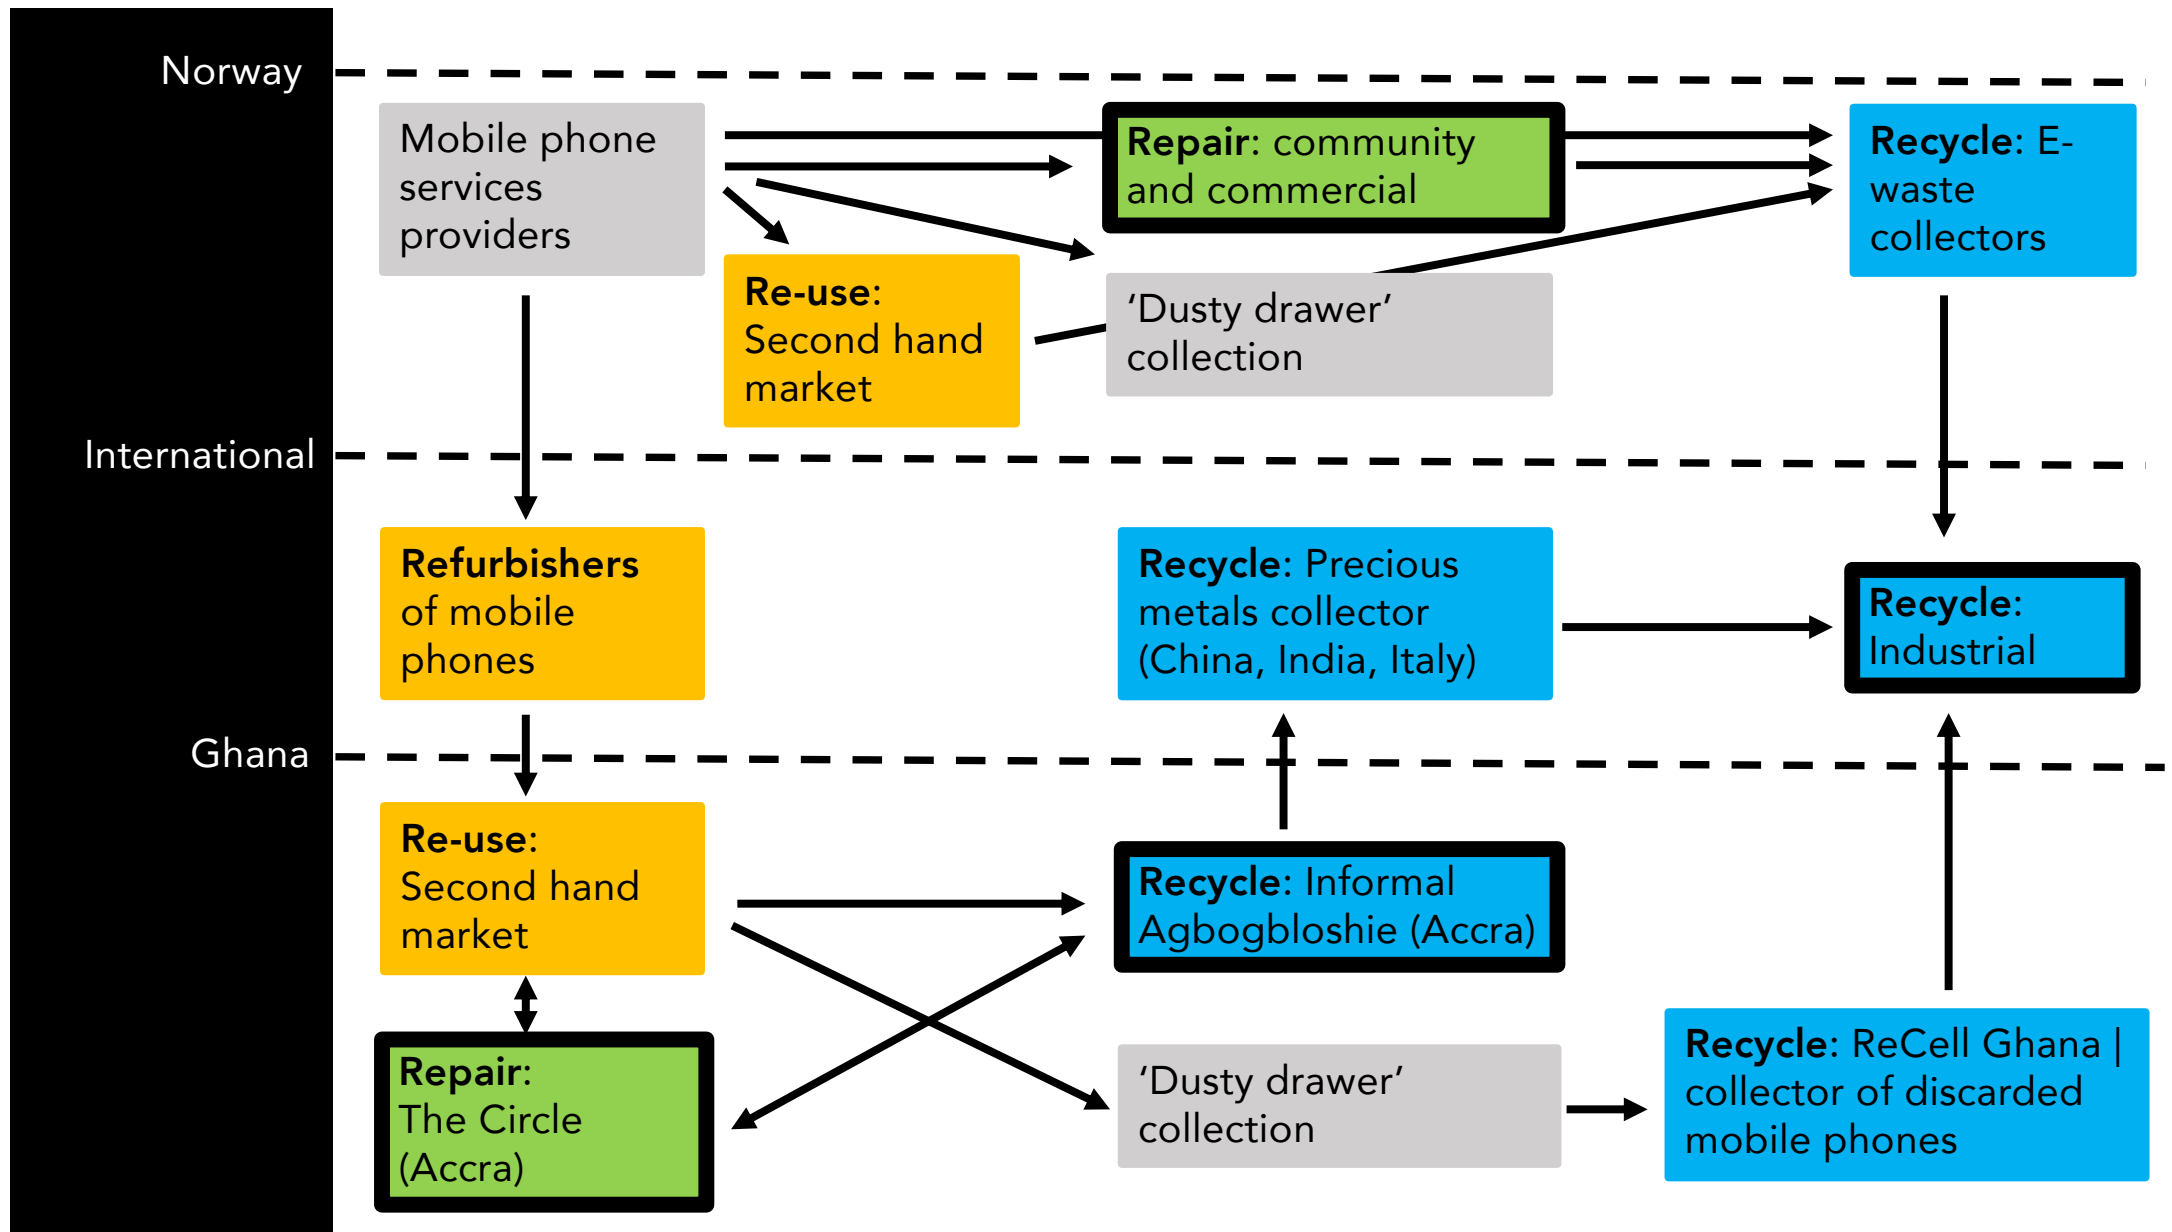 Norway
Mobile phone
services
providers
Repair: community
and commercial
Recycle: E-
waste
collectors
Re-use:
Second hand
market
‘Dusty drawer’
collection
International
Refurbishers
of mobile
phones
Recycle: Precious
metals collector
(China, India, Italy)
Recycle:
Industrial
Ghana
Re-use:
Second hand
market
Recycle: Informal
Agbogbloshie (Accra)
Repair:
The Circle
(Accra)
‘Dusty drawer’
collection
Recycle: ReCell Ghana |
collector of discarded
mobile phones